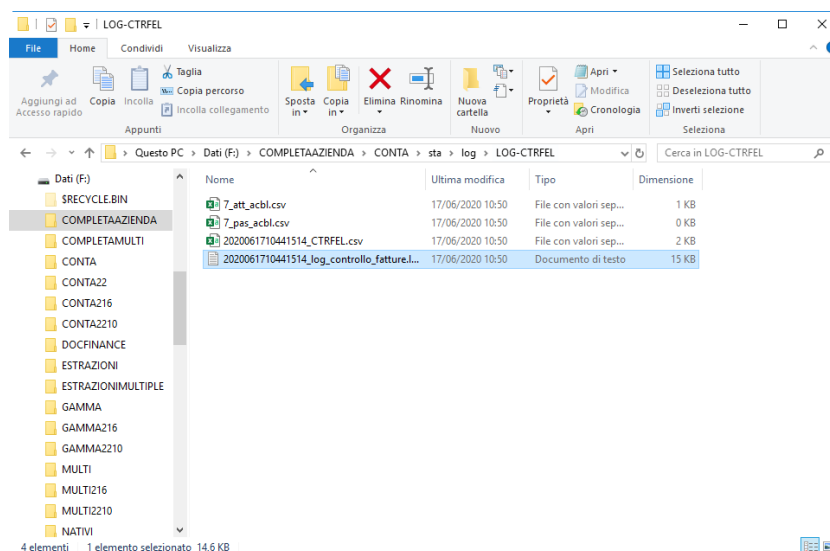 LOG-CTRFEL
File Home Condividi Visualizza
Aggiungi ad Accesso rapido
Copia
Incolla
Taglia
Copia percorso
Incolla collegamento
Appunti
Sposta in
Copia in
Elimina
Rinomina
Organizza
Nuova cartella
Nuovo
Proprietà
Apri
Modifica
Cronologia
Apri
Seleziona tutto
Deseleziona tutto
Inverti selezione
Seleziona
Questo PC > Dati (F:) > COMPLETAAZIENDA > CONTA > sta > log > LOG-CTRFEL
Cerca in LOG-CTRFEL
Dati (F:)
$RECYCLE.BIN
COMPLETAAZIENDA
COMPLETAMULTI
CONTA
CONTA22
CONTA216
CONTA2210
DOCFINANCE
ESTRAZIONI
ESTRAZIONIMULTIPLE
GAMMA
GAMMA216
GAMMA2210
MULTI
MULTI216
MULTI2210
NATIVI
Nome Ultima modifica Tipo Dimensione
7_att_acbl.csv 17/06/2020 10:50 File con valori sep... 1 KB
7_pas_acbl.csv 17/06/2020 10:50 File con valori sep... 0 KB
2020061710441514_CTRFEL.csv 17/06/2020 10:50 File con valori sep... 2 KB
2020061710441514_log_controllo_fatture.l... 17/06/2020 10:50 Documento di testo 15 KB
4 elementi 1 elemento selezionato 14.6 KB